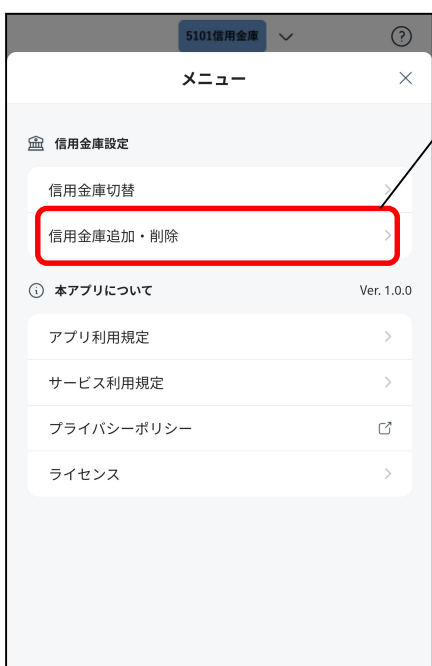 5101信用金庫
メニュー
信用金庫設定
信用金庫切替
信用金庫追加・削除
本アプリについて
Ver. 1.0.0
アプリ利用規定
サービス利用規定
プライバシーポリシー
ライセンス